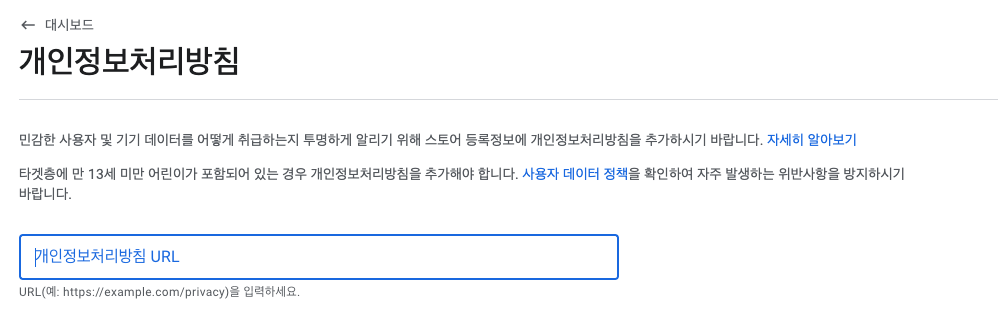 ← 대시보드
개인정보처리방침
민감한 사용자 및 기기 데이터를 어떻게 취급하는지 투명하게 알리기 위해 스토어 등록정보에 개인정보처리방침을 추가하시기 바랍니다. 자세히 알아보기
타겟층에 만 13세 미만 어린이가 포함되어 있는 경우 개인정보처리방침을 추가해야 합니다. 사용자 데이터 정책을 확인하여 자주 발생하는 위반사항을 방지하시기
바랍니다.
개인정보처리방침 URL
URL(예: https://example.com/privacy)을 입력하세요.